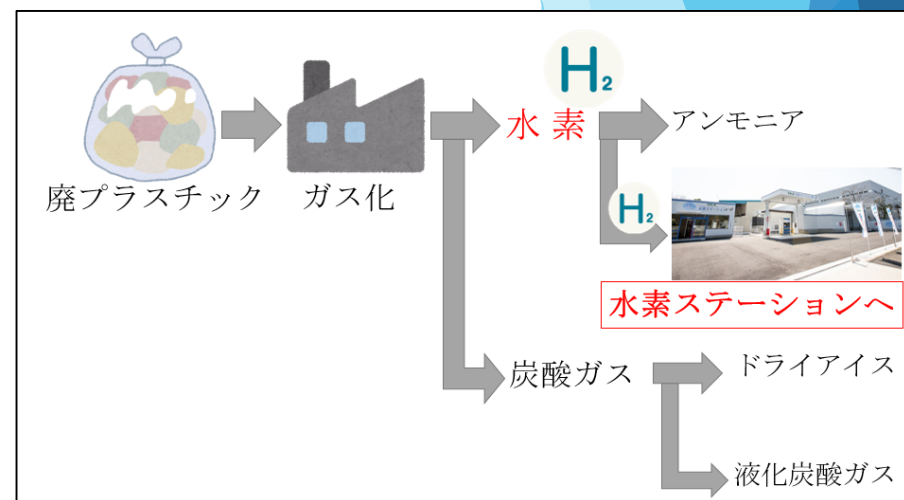 H₂
水 素
アンモニア
廃プラスチック
ガス化
H₂
水素ステーションへ
炭酸ガス
ドライアイス
液化炭酸ガス